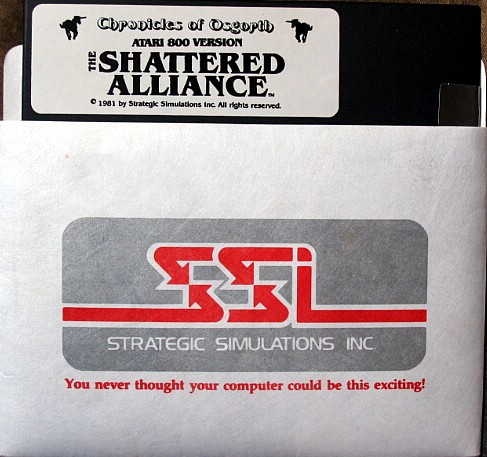 Chronicles of Osgorth
ATARI 800 VERSION
THE SHATTERED
ALLIANCE™
© 1981 by Strategic Simulations Inc. All rights reserved.
SSi
STRATEGIC SIMULATIONS INC
You never thought your computer could be this exciting!